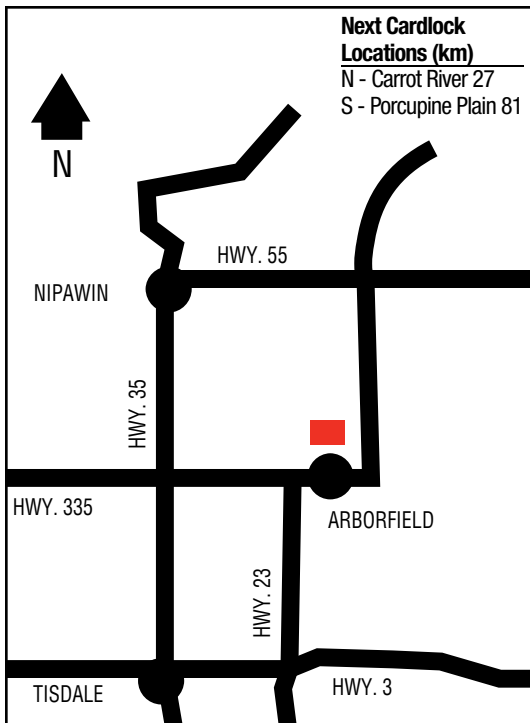 Next Cardlock
Locations (km)
N - Carrot River 27
S - Porcupine Plain 81
N
HWY. 55
NIPAWIN
HWY. 35
HWY. 335
ARBORFIELD
HWY. 23
TISDALE
HWY. 3